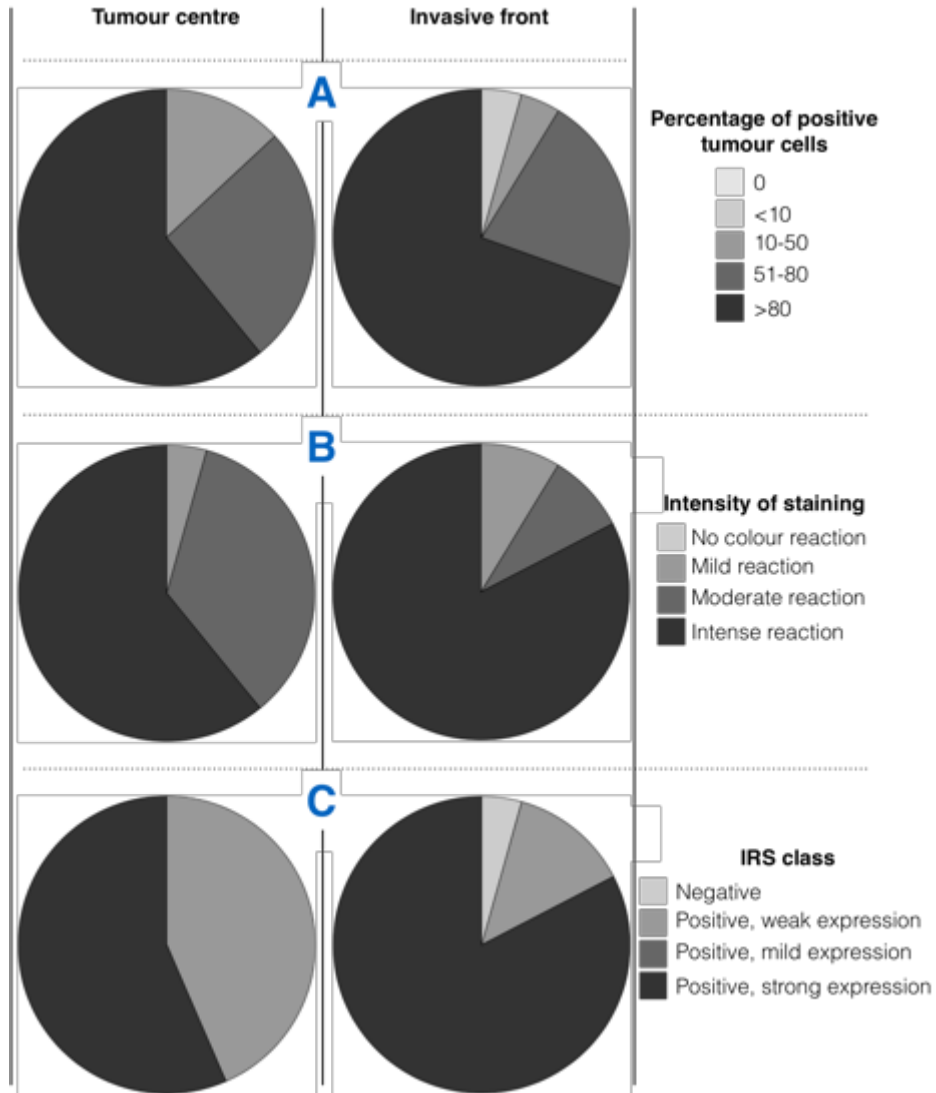 Tumour centre
Invasive front
A
Percentage of positive
tumour cells
0
<10
10-50
51-80
>80
B
Intensity of staining
No colour reaction
Mild reaction
Moderate reaction
Intense reaction
C
IRS class
Negative
Positive, weak expression
Positive, mild expression
Positive, strong expression